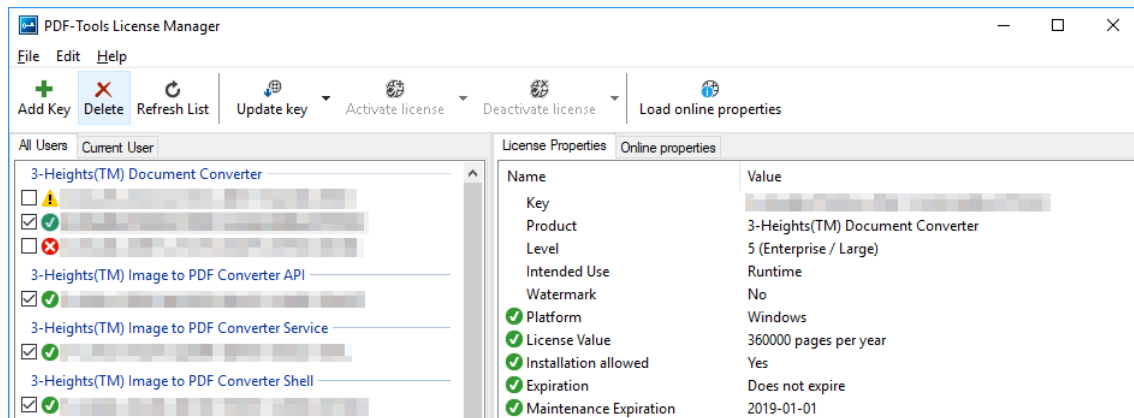 PDF-Tools License Manager
File Edit Help
Add Key Delete Refresh List Update key Activate license Deactivate license Load online properties
All Users Current User
3-Heights(TM) Document Converter
3-Heights(TM) Image to PDF Converter API
3-Heights(TM) Image to PDF Converter Service
3-Heights(TM) Image to PDF Converter Shell
License Properties Online properties
Name Value
Key
Product 3-Heights(TM) Document Converter
Level 5 (Enterprise / Large)
Intended Use Runtime
Watermark No
Platform Windows
License Value 360000 pages per year
Installation allowed Yes
Expiration Does not expire
Maintenance Expiration 2019-01-01